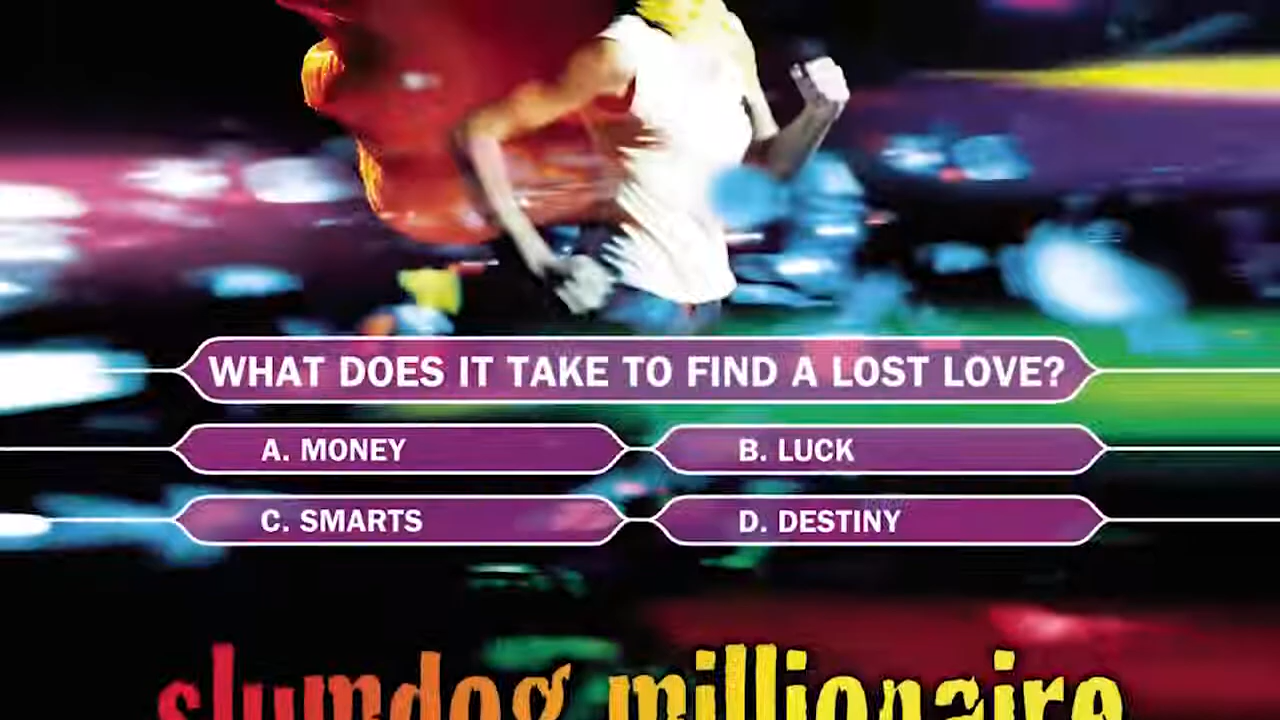 WHAT DOES IT TAKE TO FIND A LOST LOVE?
A. MONEY
B. LUCK
C. SMARTS
D. DESTINY
slumdog millionaire